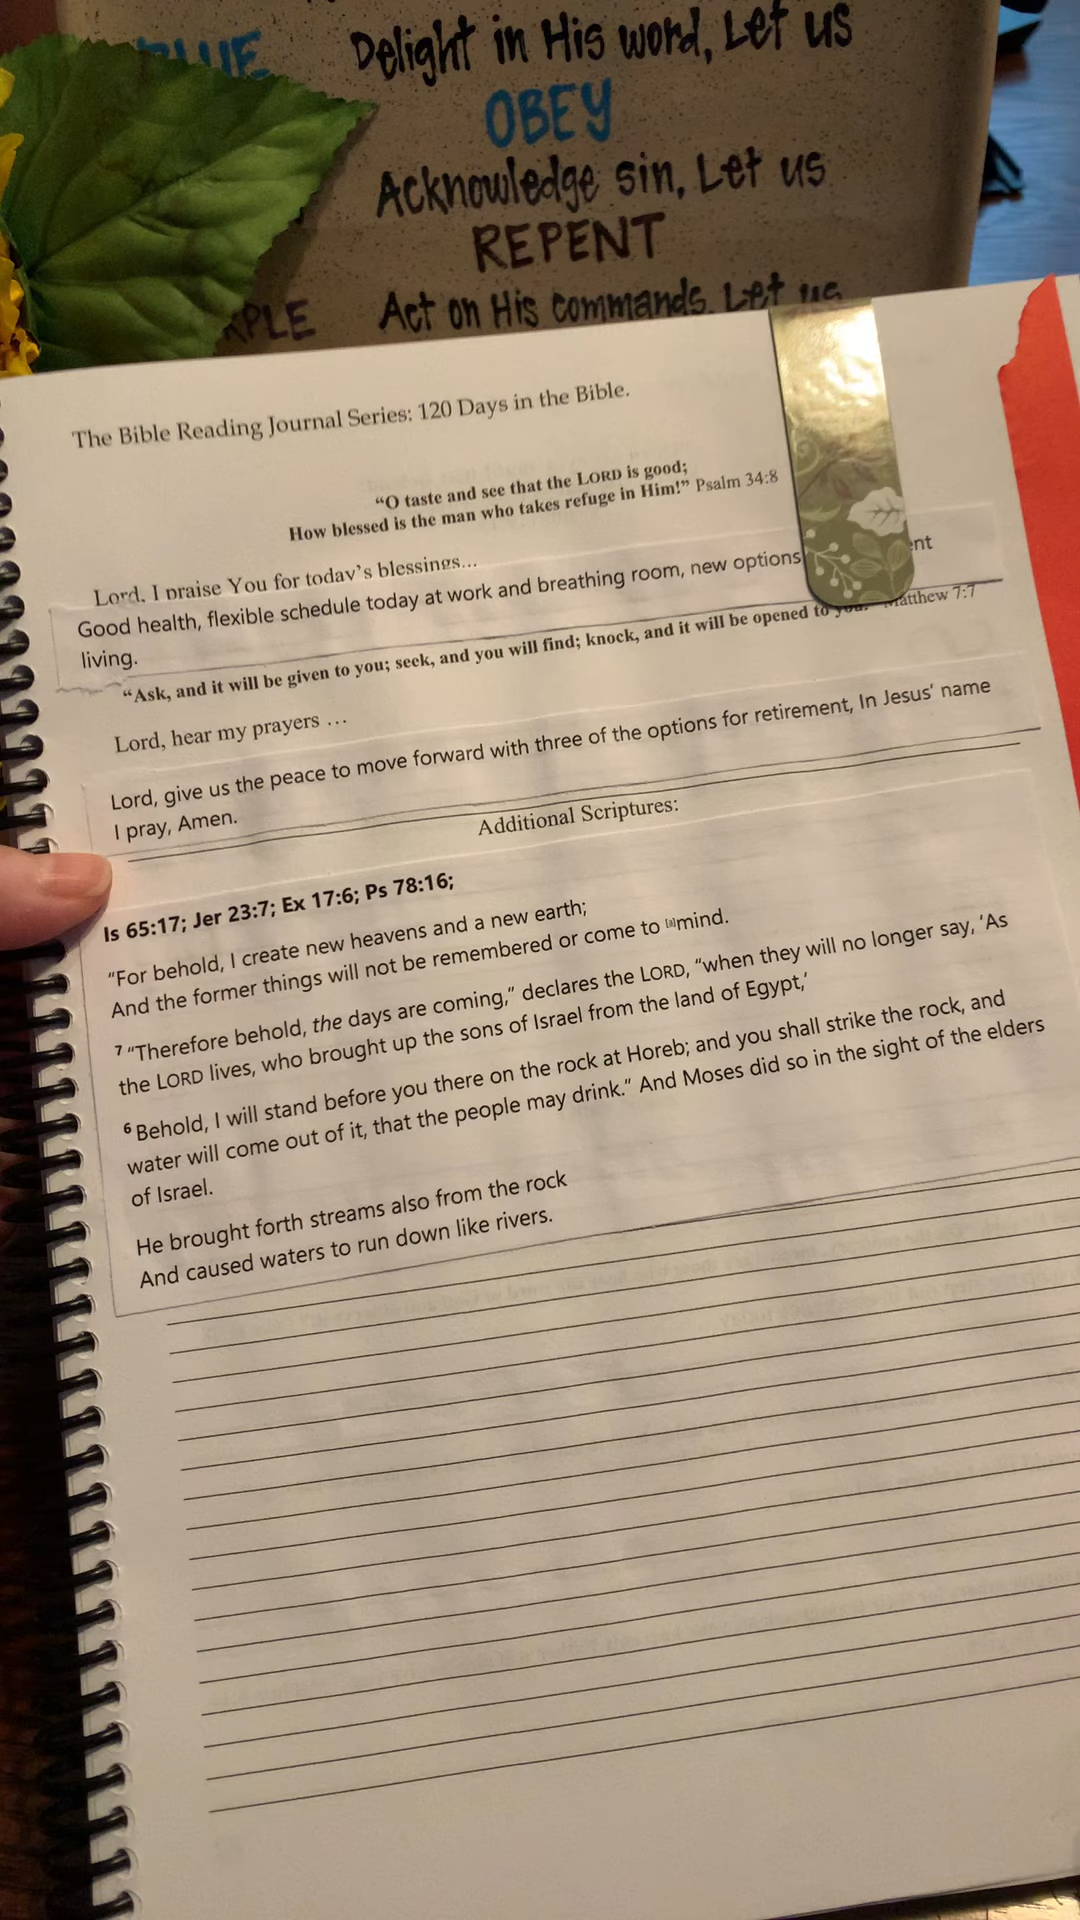 Delight in His word, Let us
OBEY
Acknowledge sin, Let us
REPENT
Act on His commands, Let us
The Bible Reading Journal Series: 120 Days in the Bible.
“O taste and see that the LORD is good;
How blessed is the man who takes refuge in Him!” Psalm 34:8
Lord, I praise You for today’s blessings...
Good health, flexible schedule today at work and breathing room, new options
living.
“Ask, and it will be given to you; seek, and you will find; knock, and it will be opened to you.” Matthew 7:7
Lord, hear my prayers ...
Lord, give us the peace to move forward with three of the options for retirement, In Jesus’ name
I pray, Amen.
Additional Scriptures:
Is 65:17; Jer 23:7; Ex 17:6; Ps 78:16;
“For behold, I create new heavens and a new earth;
And the former things will not be remembered or come to [a]mind.
7 “Therefore behold, the days are coming,” declares the LORD, “when they will no longer say, ‘As
the LORD lives, who brought up the sons of Israel from the land of Egypt,’
6 Behold, I will stand before you there on the rock at Horeb; and you shall strike the rock, and
water will come out of it, that the people may drink.” And Moses did so in the sight of the elders
of Israel.
He brought forth streams also from the rock
And caused waters to run down like rivers.